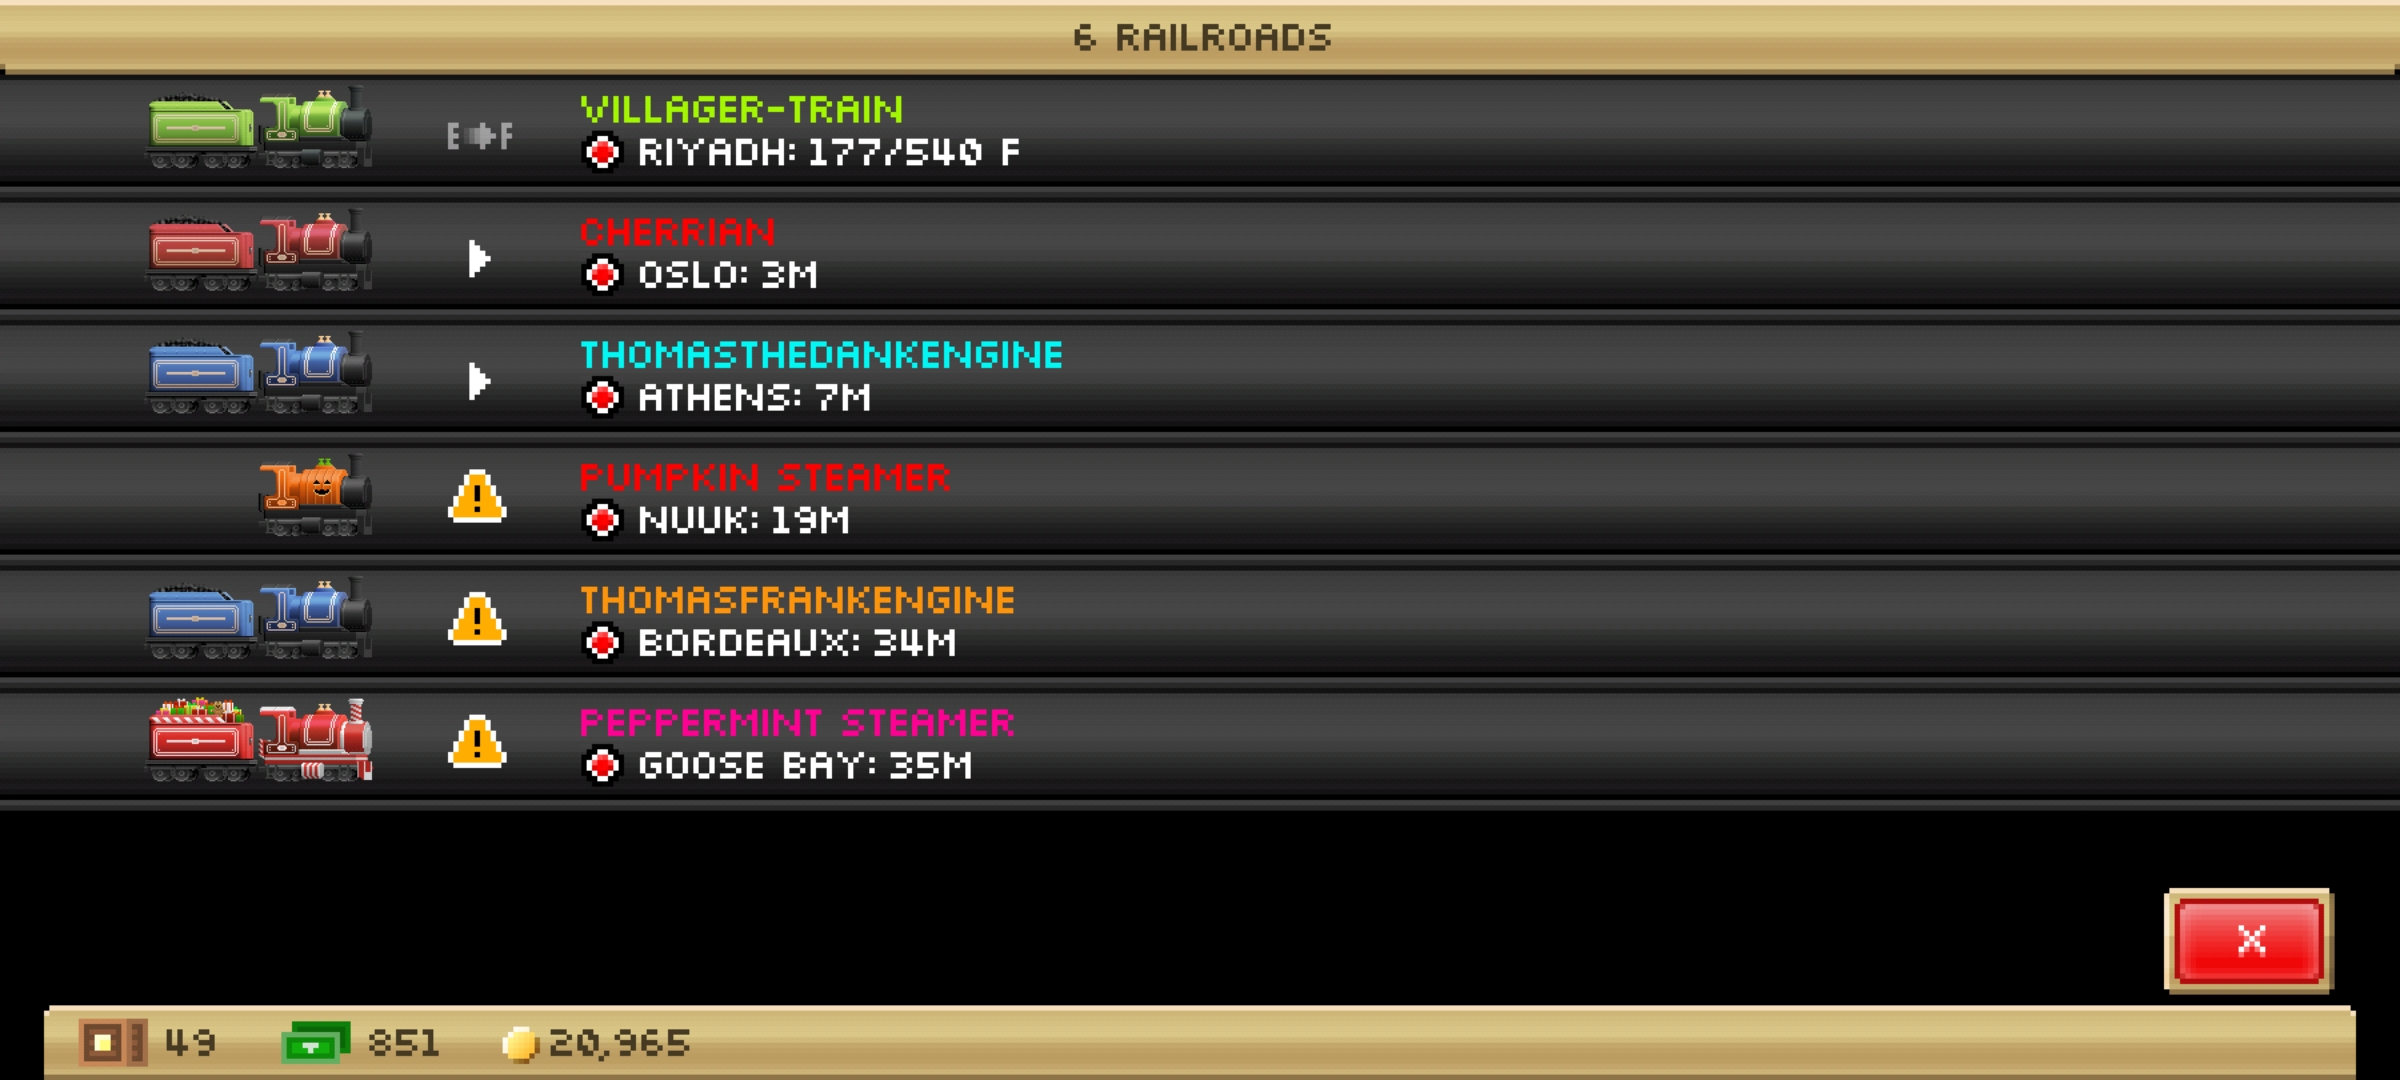 6 RAILROADS
VILLAGER-TRAIN
E F
RIYADH: 177/540 F
CHERRIAN
OSLO: 3M
THOMASTHEDANKENGINE
ATHENS: 7M
PUMPKIN STEAMER
NUUK: 19M
THOMASFRANKENGINE
BORDEAUX: 34M
PEPPERMINT STEAMER
GOOSE BAY: 35M
X
49 851 20,965